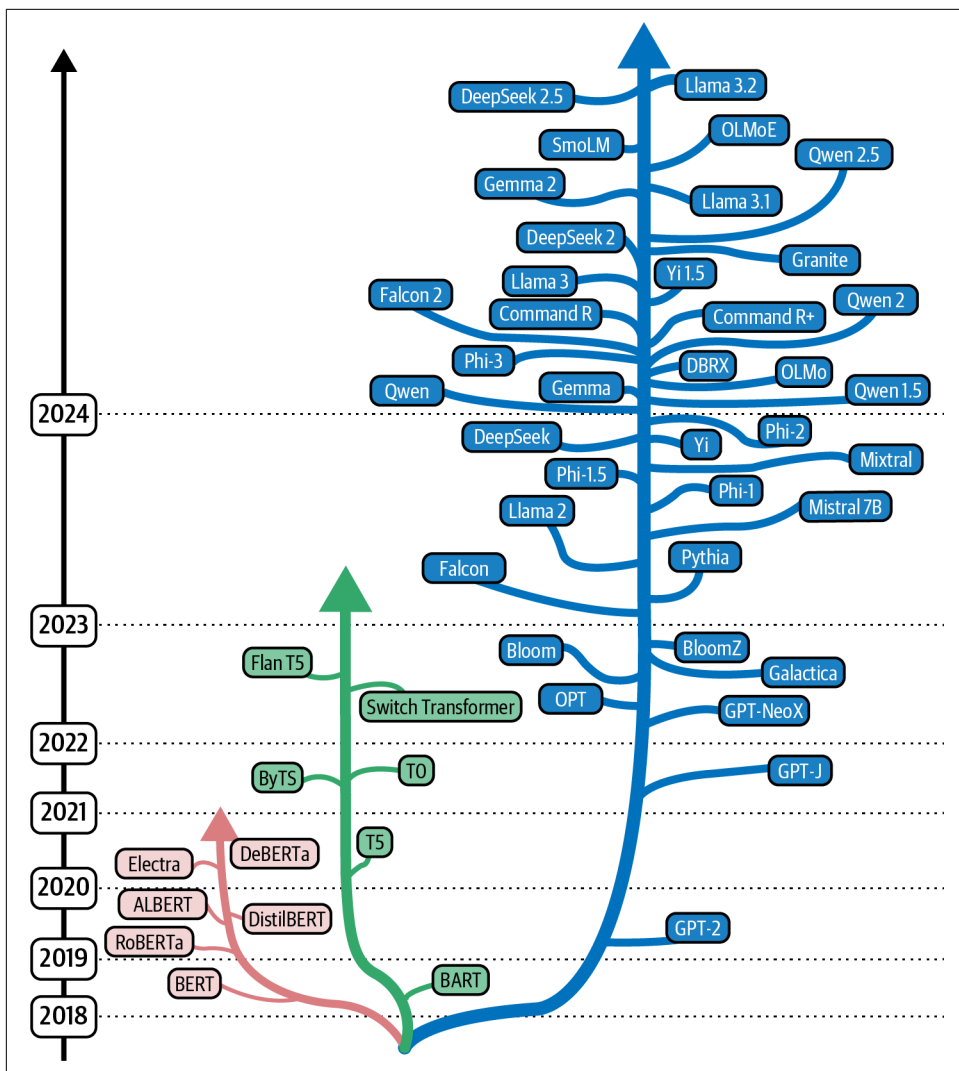 DeepSeek 2.5
Llama 3.2
SmoLM
OLMoE
Qwen 2.5
Gemma 2
Llama 3.1
DeepSeek 2
Granite
Llama 3
Yi 1.5
Falcon 2
Command R
Command R+
Qwen 2
Phi-3
DBRX
OLMo
Qwen
Gemma
Qwen 1.5
2024
DeepSeek
Yi
Phi-2
Phi-1.5
Mixtral
Phi-1
Llama 2
Mistral 7B
Falcon
Pythia
2023
Flan T5
Bloom
BloomZ
Galactica
Switch Transformer
OPT
GPT-NeoX
2022
ByTS
T0
GPT-J
2021
T5
Electra
DeBERTa
2020
ALBERT
DistilBERT
GPT-2
RoBERTa
2019
BERT
BART
2018